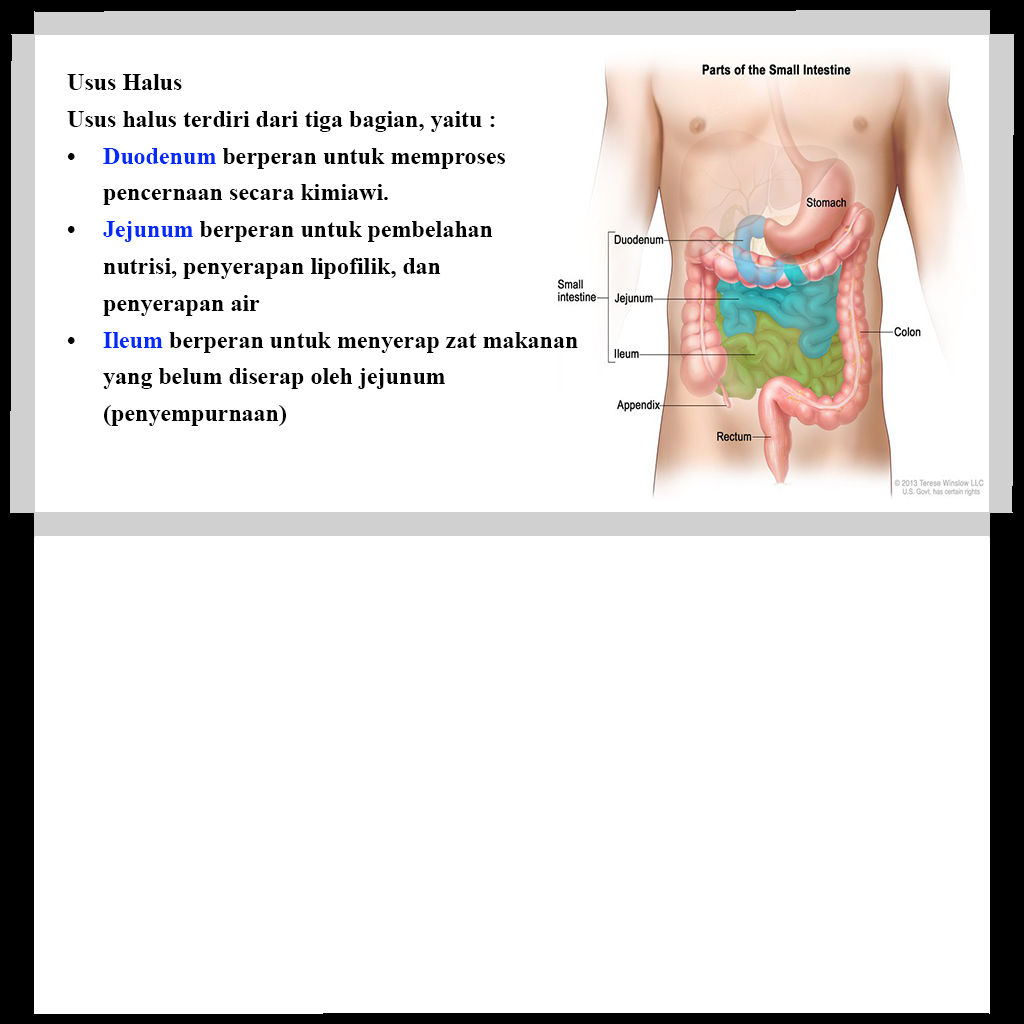 Usus Halus
Usus halus terdiri dari tiga bagian, yaitu :
• Duodenum berperan untuk memproses
pencernaan secara kimiawi.
• Jejunum berperan untuk pembelahan
nutrisi, penyerapan lipofilik, dan
penyerapan air
• Ileum berperan untuk menyerap zat makanan
yang belum diserap oleh jejunum
(penyempurnaan)
Parts of the Small Intestine
Stomach
Duodenum
Small
intestine
Jejunum
Colon
Ileum
Appendix
Rectum
© 2013 Terese Winslow LLC
U.S. Govt. has certain rights